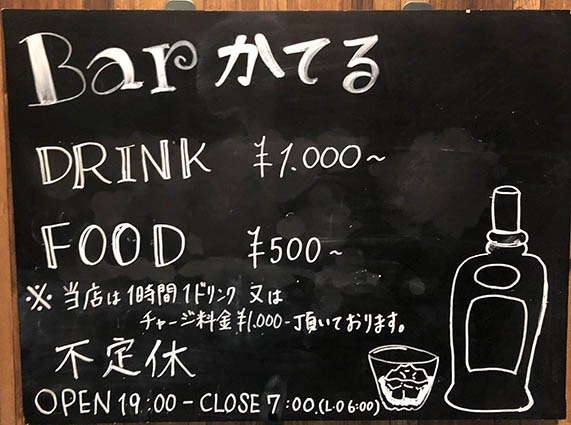 Bar かてる
DRINK ¥1.000~
FOOD ¥500~
※ 当店は1時間1ドリンク 又は
チャージ料金¥1.000-頂いております。
不定休
OPEN 19:00-CLOSE 7:00.(L.O 6:00)